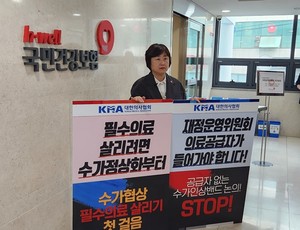 h-well
국민건강보험
KMA 대한의사협회
필수의료
살리려면
수가정상화부터
수가협상
필수의료 살리기
첫 걸음
KMA 대한의사협회
재정운영위원회
의료공급자가
들어가야 합니다!
공급자 없는
수가인상밴드 논의!
STOP!